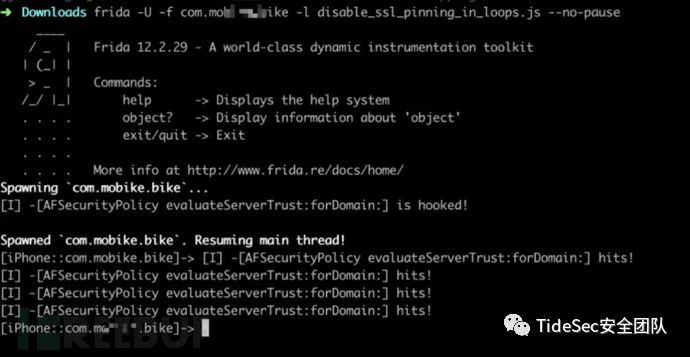 ➜ Downloads frida -U -f com.mob bike -l disable_ssl_pinning_in_loops.js --no-pause
____
/ _  |   Frida 12.2.29 - A world-class dynamic instrumentation toolkit
| (_| |
> _  |   Commands:
/_/ |_|       help      -> Displays the help system
. . . .       object?   -> Display information about 'object'
. . . .       exit/quit -> Exit
. . . .
. . . .   More info at http://www.frida.re/docs/home/
Spawning `com.mobike.bike`...
[I] -[AFSecurityPolicy evaluateServerTrust:forDomain:] is hooked!
Spawned `com.mobike.bike`. Resuming main thread!
[iPhone::com.mobike.bike]-> [I] -[AFSecurityPolicy evaluateServerTrust:forDomain:] hits!
[I] -[AFSecurityPolicy evaluateServerTrust:forDomain:] hits!
[I] -[AFSecurityPolicy evaluateServerTrust:forDomain:] hits!
[I] -[AFSecurityPolicy evaluateServerTrust:forDomain:] hits!
[iPhone::com.m .bike]->
REEBUF
TideSec安全团队